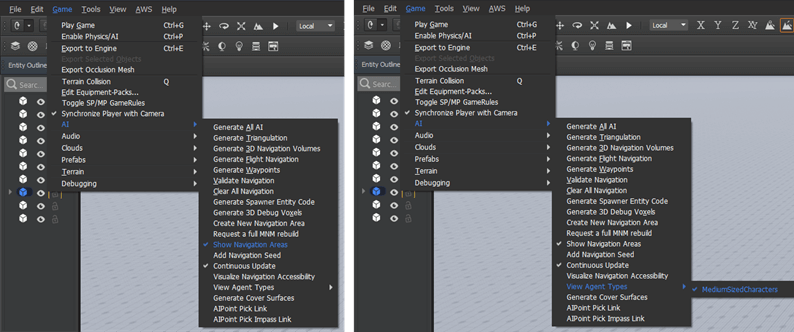 File Edit Game Tools View AWS Help
Play Game Ctrl+G
Enable Physics/AI Ctrl+P
Export to Engine Ctrl+E
Export Selected Objects
Export Occlusion Mesh
Terrain Collision Q
Edit Equipment-Packs...
Toggle SP/MP GameRules
Synchronize Player with Camera
AI
Audio
Clouds
Prefabs
Terrain
Debugging
Local
Entity Outline
Searc...
Generate All AI
Generate Triangulation
Generate 3D Navigation Volumes
Generate Flight Navigation
Generate Waypoints
Validate Navigation
Clear All Navigation
Generate Spawner Entity Code
Generate 3D Debug Voxels
Create New Navigation Area
Request a full MNM rebuild
Show Navigation Areas
Add Navigation Seed
Continuous Update
Visualize Navigation Accessibility
View Agent Types
Generate Cover Surfaces
AIPoint Pick Link
AIPoint Pick Impass Link
File Edit Game Tools View AWS Help
Play Game Ctrl+G
Enable Physics/AI Ctrl+P
Export to Engine Ctrl+E
Export Selected Objects
Export Occlusion Mesh
Terrain Collision Q
Edit Equipment-Packs...
Toggle SP/MP GameRules
Synchronize Player with Camera
AI
Audio
Clouds
Prefabs
Terrain
Debugging
Local X Y Z XY
Entity Outline
Searc...
Generate All AI
Generate Triangulation
Generate 3D Navigation Volumes
Generate Flight Navigation
Generate Waypoints
Validate Navigation
Clear All Navigation
Generate Spawner Entity Code
Generate 3D Debug Voxels
Create New Navigation Area
Request a full MNM rebuild
Show Navigation Areas
Add Navigation Seed
Continuous Update
Visualize Navigation Accessibility
View Agent Types
MediumSizedCharacters
Generate Cover Surfaces
AIPoint Pick Link
AIPoint Pick Impass Link